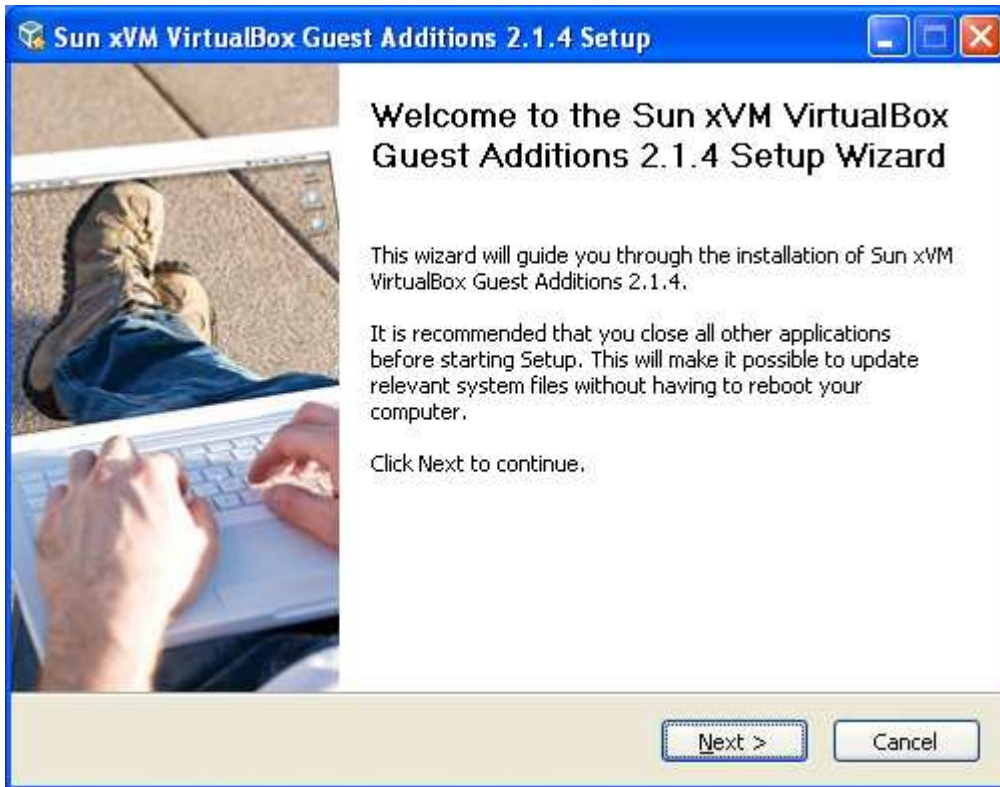 Sun xVM VirtualBox Guest Additions 2.1.4 Setup
Welcome to the Sun xVM VirtualBox
Guest Additions 2.1.4 Setup Wizard
This wizard will guide you through the installation of Sun xVM
VirtualBox Guest Additions 2.1.4.
It is recommended that you close all other applications
before starting Setup. This will make it possible to update
relevant system files without having to reboot your
computer.
Click Next to continue.
Next >
Cancel